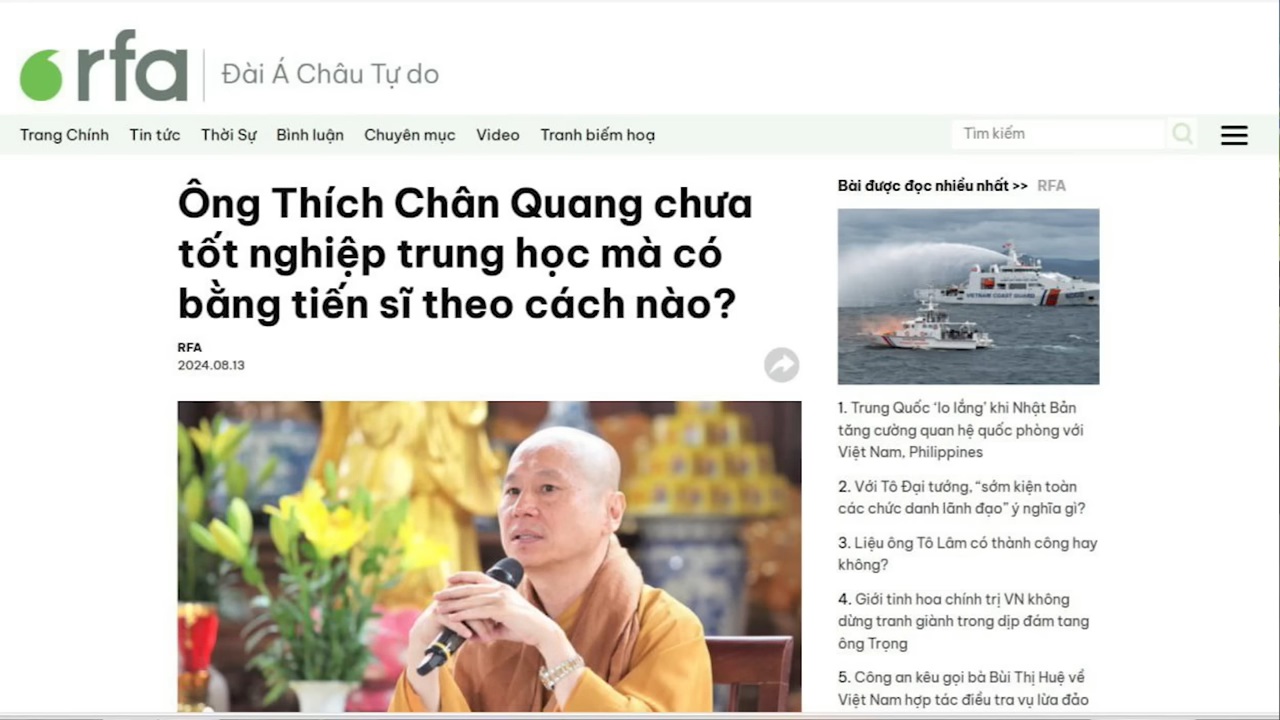 rfa
Đài Á Châu Tự do
Trang Chính Tin tức Thời Sự Bình luận Chuyên mục Video Tranh biếm hoạ
Tìm kiếm
Ông Thích Chân Quang chưa
tốt nghiệp trung học mà có
bằng tiến sĩ theo cách nào?
RFA
2024.08.13
Bài được đọc nhiều nhất >> RFA
VIETNAM COAST GUARD
1. Trung Quốc ‘lo lắng’ khi Nhật Bản
tăng cường quan hệ quốc phòng với
Việt Nam, Philippines
2. Với Tô Đại tướng, “sớm kiện toàn
các chức danh lãnh đạo” ý nghĩa gì?
3. Liệu ông Tô Lâm có thành công hay
không?
4. Giới tinh hoa chính trị VN không
dừng tranh giành trong dịp đám tang
ông Trọng
5. Công an kêu gọi bà Bùi Thị Huệ về
Việt Nam hợp tác điều tra vụ lừa đảo